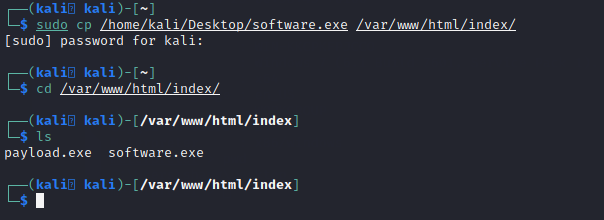 ┌──(kali㉿kali)-[~]
└─$ sudo cp /home/kali/Desktop/software.exe /var/www/html/index/
[sudo] password for kali:
┌──(kali㉿kali)-[~]
└─$ cd /var/www/html/index/
┌──(kali㉿kali)-[/var/www/html/index]
└─$ ls
payload.exe  software.exe
┌──(kali㉿kali)-[/var/www/html/index]
└─$